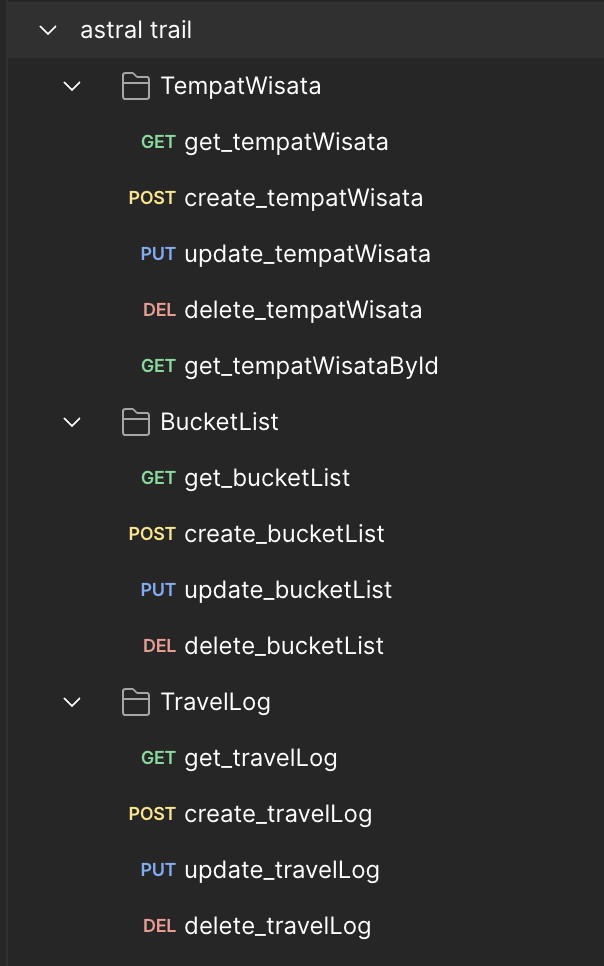 astral trail
TempatWisata
GET get_tempatWisata
POST create_tempatWisata
PUT update_tempatWisata
DEL delete_tempatWisata
GET get_tempatWisataById
BucketList
GET get_bucketList
POST create_bucketList
PUT update_bucketList
DEL delete_bucketList
TravelLog
GET get_travelLog
POST create_travelLog
PUT update_travelLog
DEL delete_travelLog